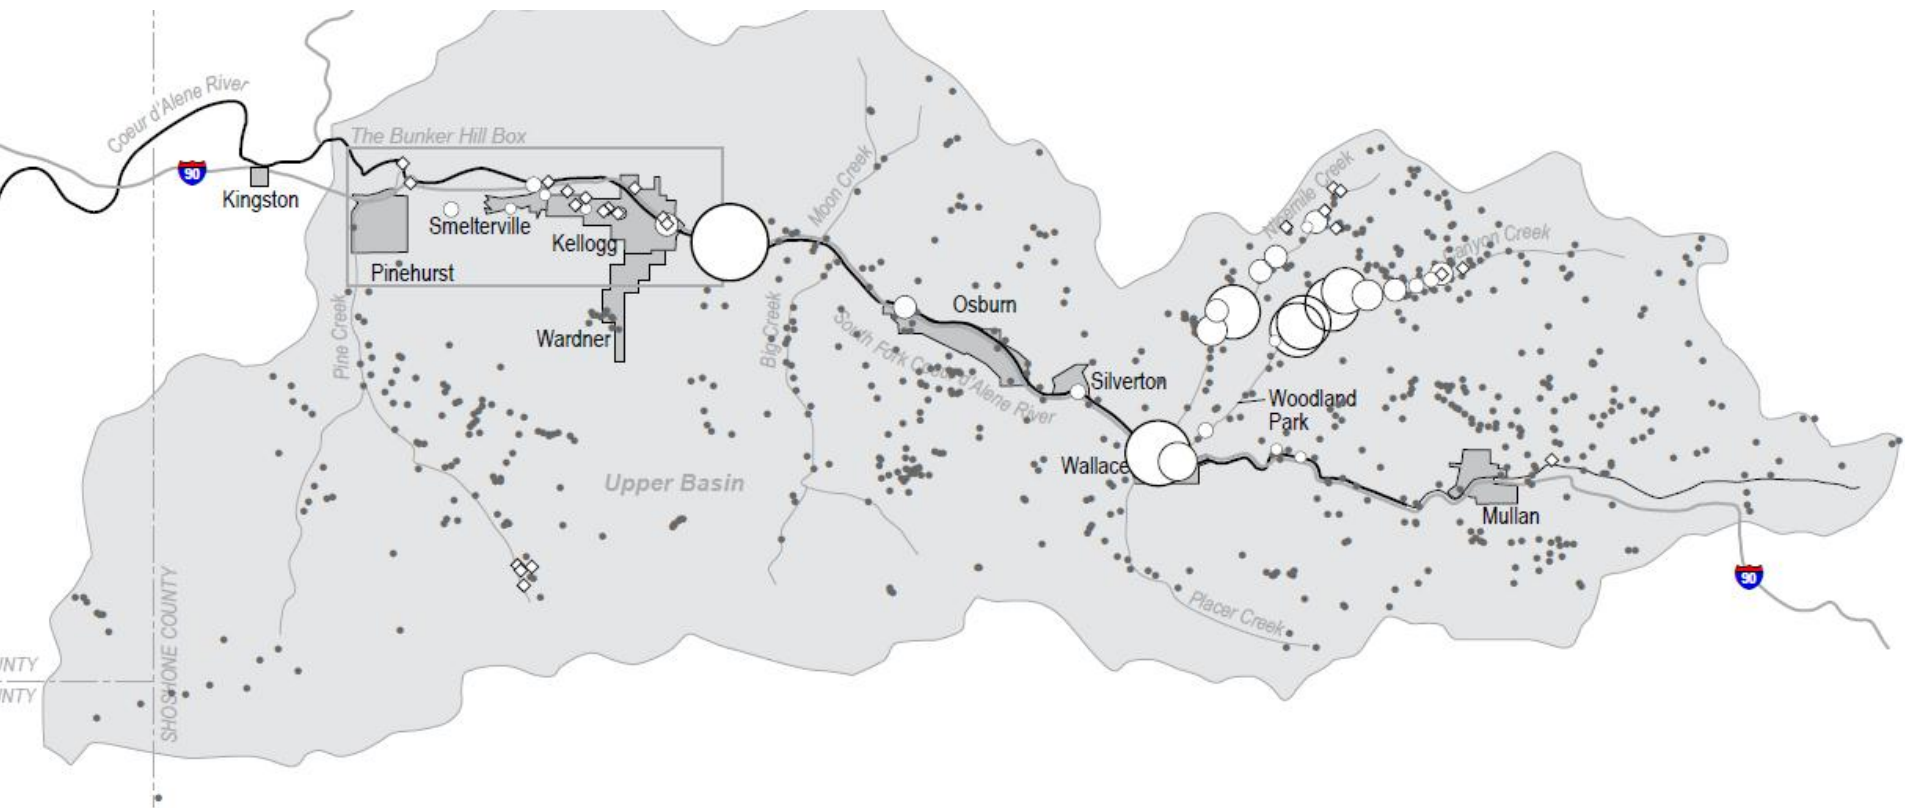 Coeur d'Alene River
The Bunker Hill Box
90
Kingston
Smelterville
Kellogg
Pinehurst
Moon Creek
Ninemile Creek
Canyon Creek
Pine Creek
Wardner
Big Creek
Osburn
South Fork Coeur d'Alene River
Silverton
Woodland
Park
Wallace
Upper Basin
Mullan
90
Placer Creek
SHOSHONE COUNTY
UNTY
UNTY